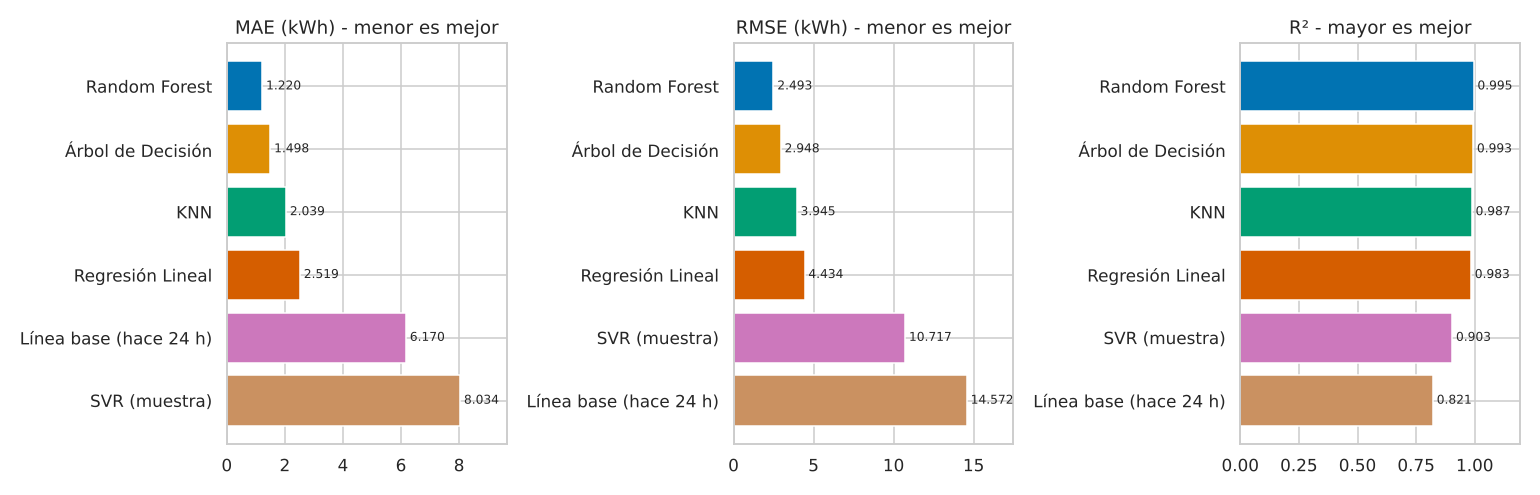 MAE (kWh) - menor es mejor
Random Forest
1.220
Árbol de Decisión
1.498
KNN
2.039
Regresión Lineal
2.519
Línea base (hace 24 h)
6.170
SVR (muestra)
8.034
0 2 4 6 8
RMSE (kWh) - menor es mejor
Random Forest
2.493
Árbol de Decisión
2.948
KNN
3.945
Regresión Lineal
4.434
SVR (muestra)
10.717
Línea base (hace 24 h)
14.572
0 5 10 15
R² - mayor es mejor
Random Forest
0.995
Árbol de Decisión
0.993
KNN
0.987
Regresión Lineal
0.983
SVR (muestra)
0.903
Línea base (hace 24 h)
0.821
0.00 0.25 0.50 0.75 1.00